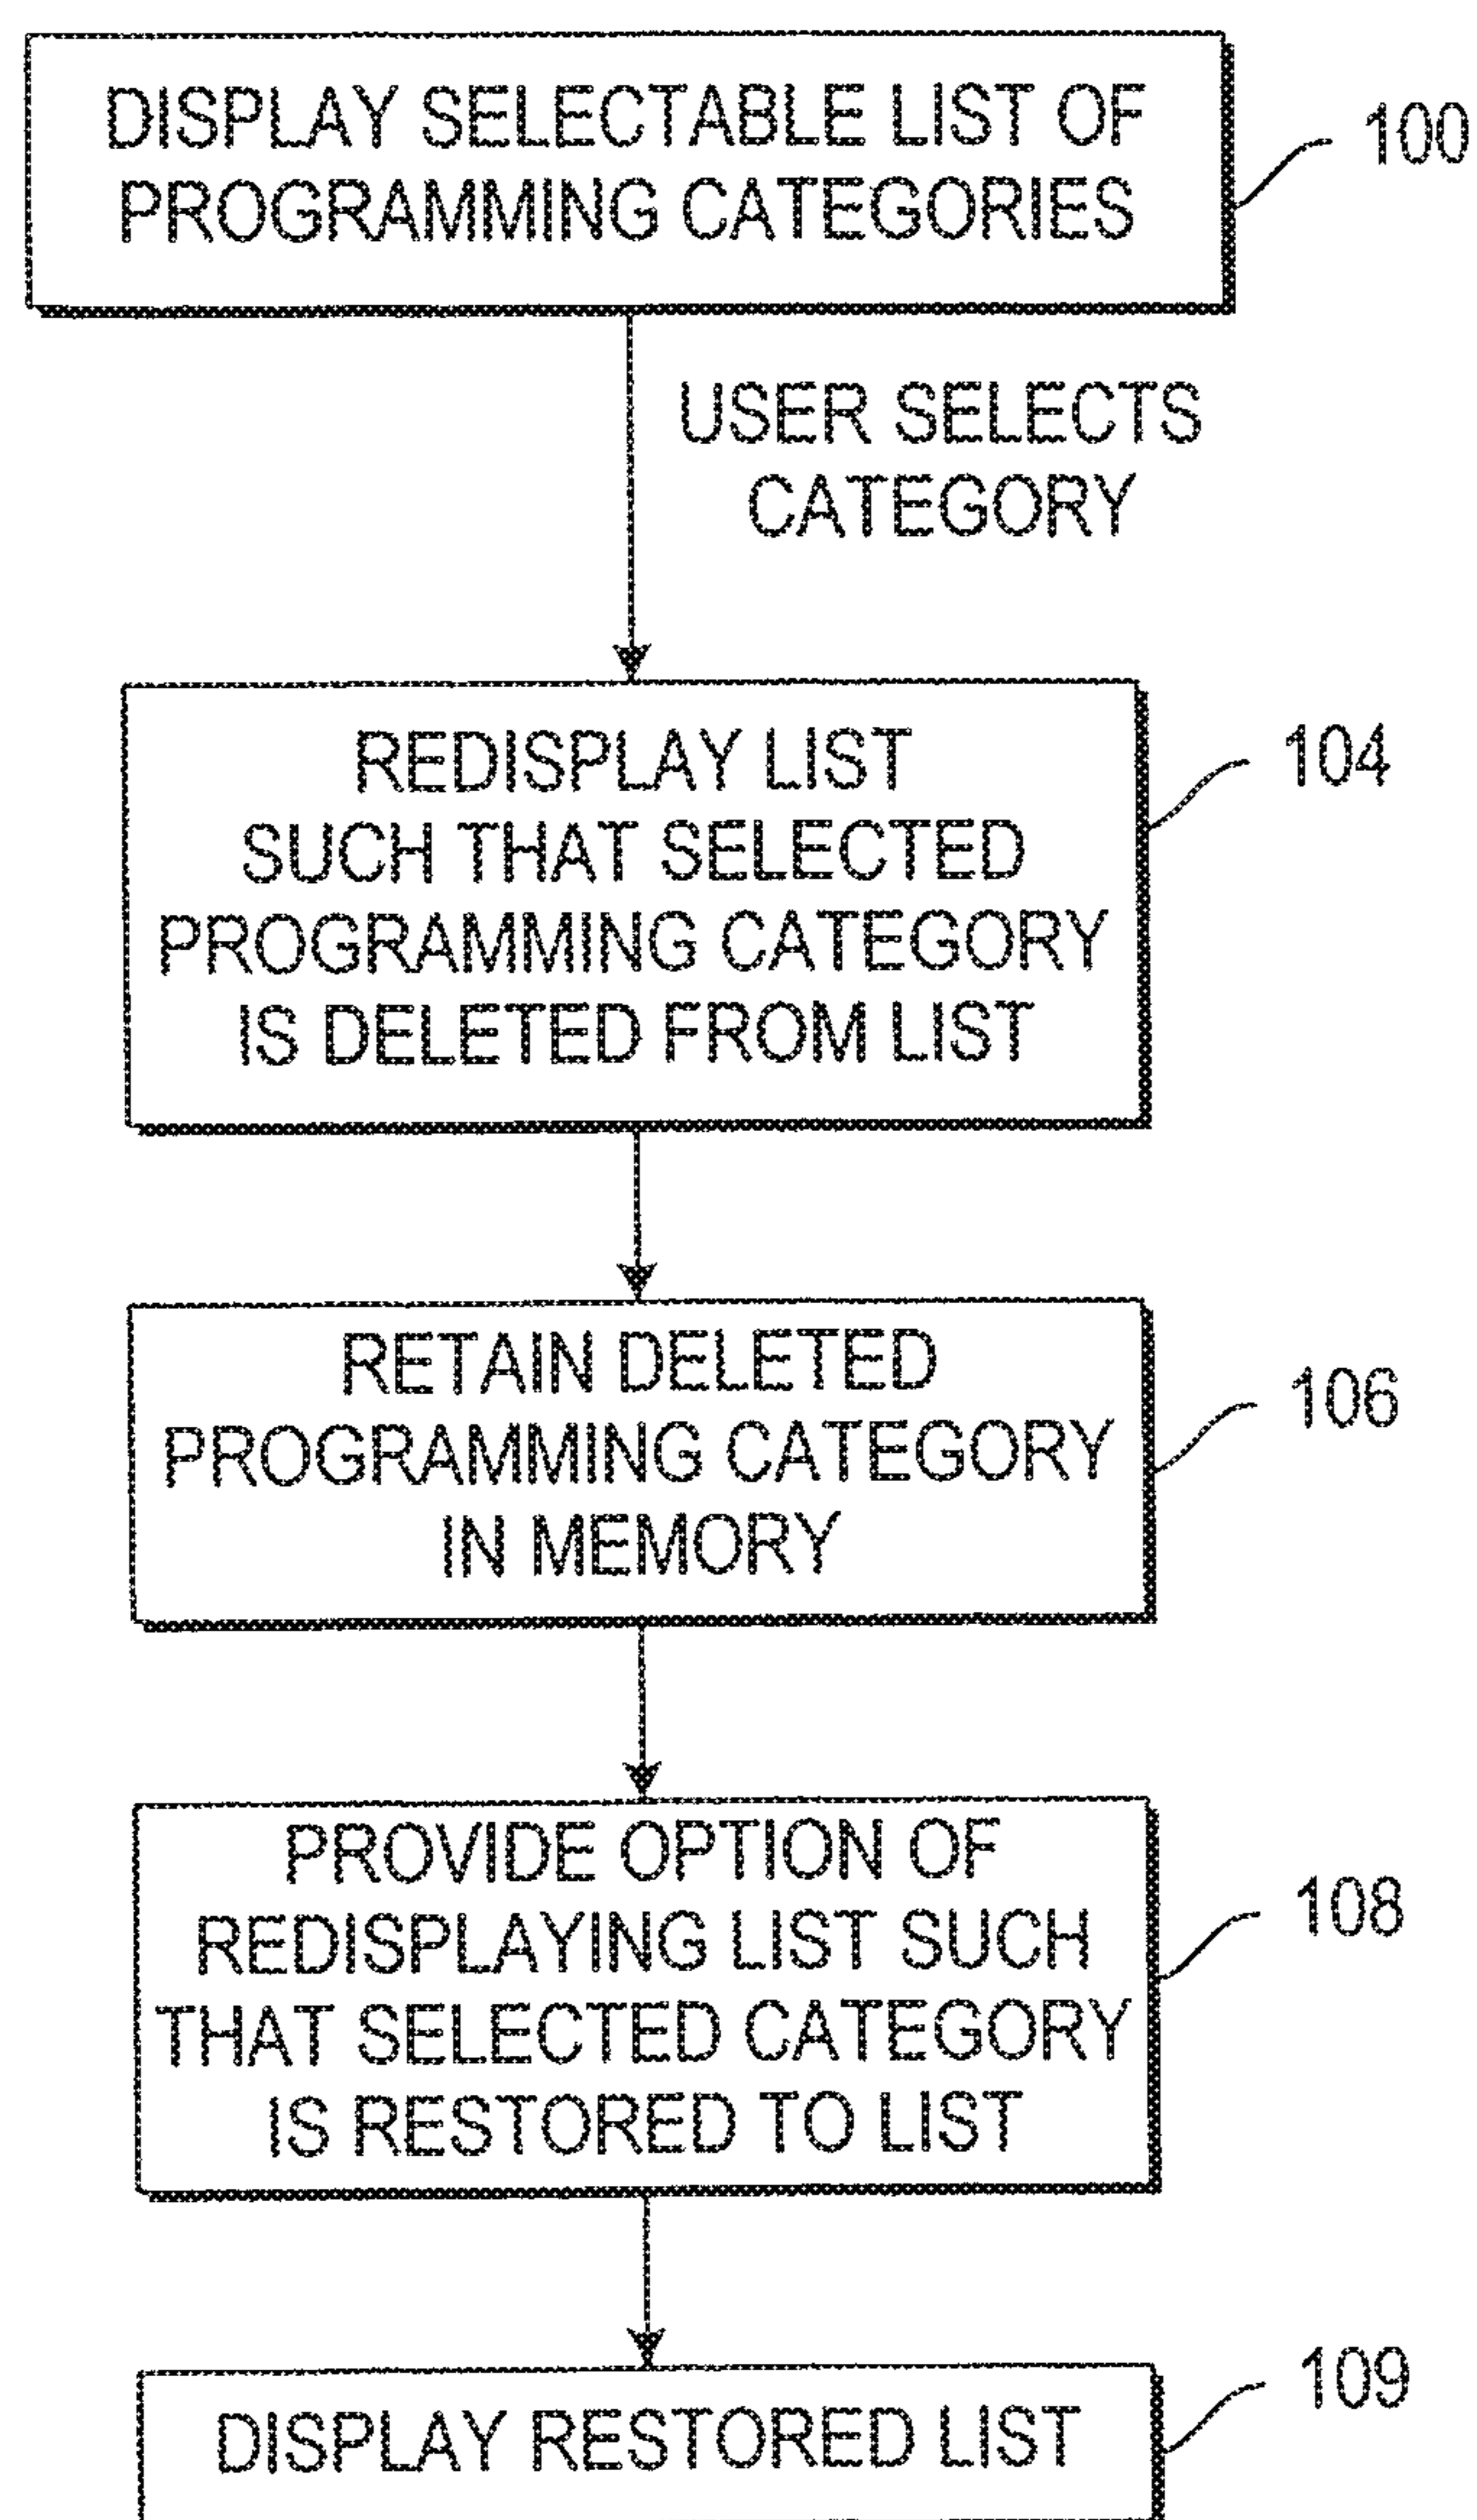 DISPLAY SELECTABLE LIST OF
PROGRAMMING CATEGORIES
100
USER SELECTS
CATEGORY
REDISPLAY LIST
SUCH THAT SELECTED
PROGRAMMING CATEGORY
IS DELETED FROM LIST
104
RETAIN DELETED
PROGRAMMING CATEGORY
IN MEMORY
106
PROVIDE OPTION OF
REDISPLAYING LIST SUCH
THAT SELECTED CATEGORY
IS RESTORED TO LIST
108
DISPLAY RESTORED LIST
109